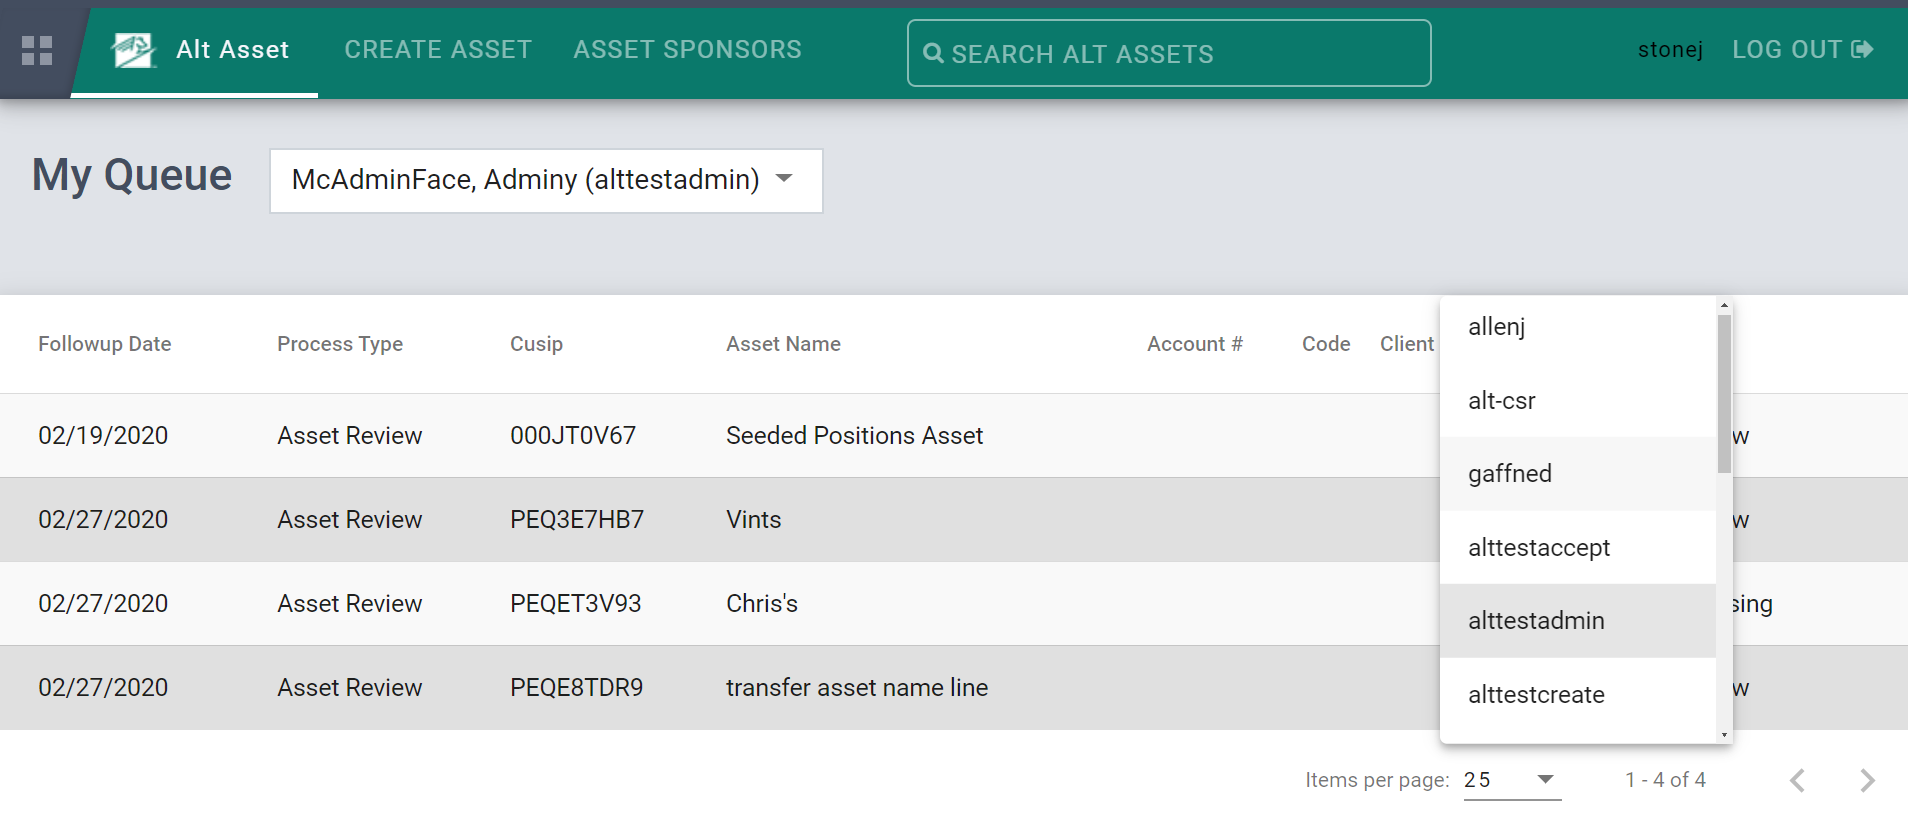 Alt Asset CREATE ASSET ASSET SPONSORS SEARCH ALT ASSETS stonej LOG OUT
My Queue McAdminFace, Adminy (alttestadmin)
Followup Date Process Type Cusip Asset Name Account # Code Client
02/19/2020 Asset Review 000JT0V67 Seeded Positions Asset w
02/27/2020 Asset Review PEQ3E7HB7 Vints w
02/27/2020 Asset Review PEQET3V93 Chris's sing
02/27/2020 Asset Review PEQE8TDR9 transfer asset name line w
allenj
alt-csr
gaffned
alttestaccept
alttestadmin
alttestcreate
Items per page: 25 1 - 4 of 4